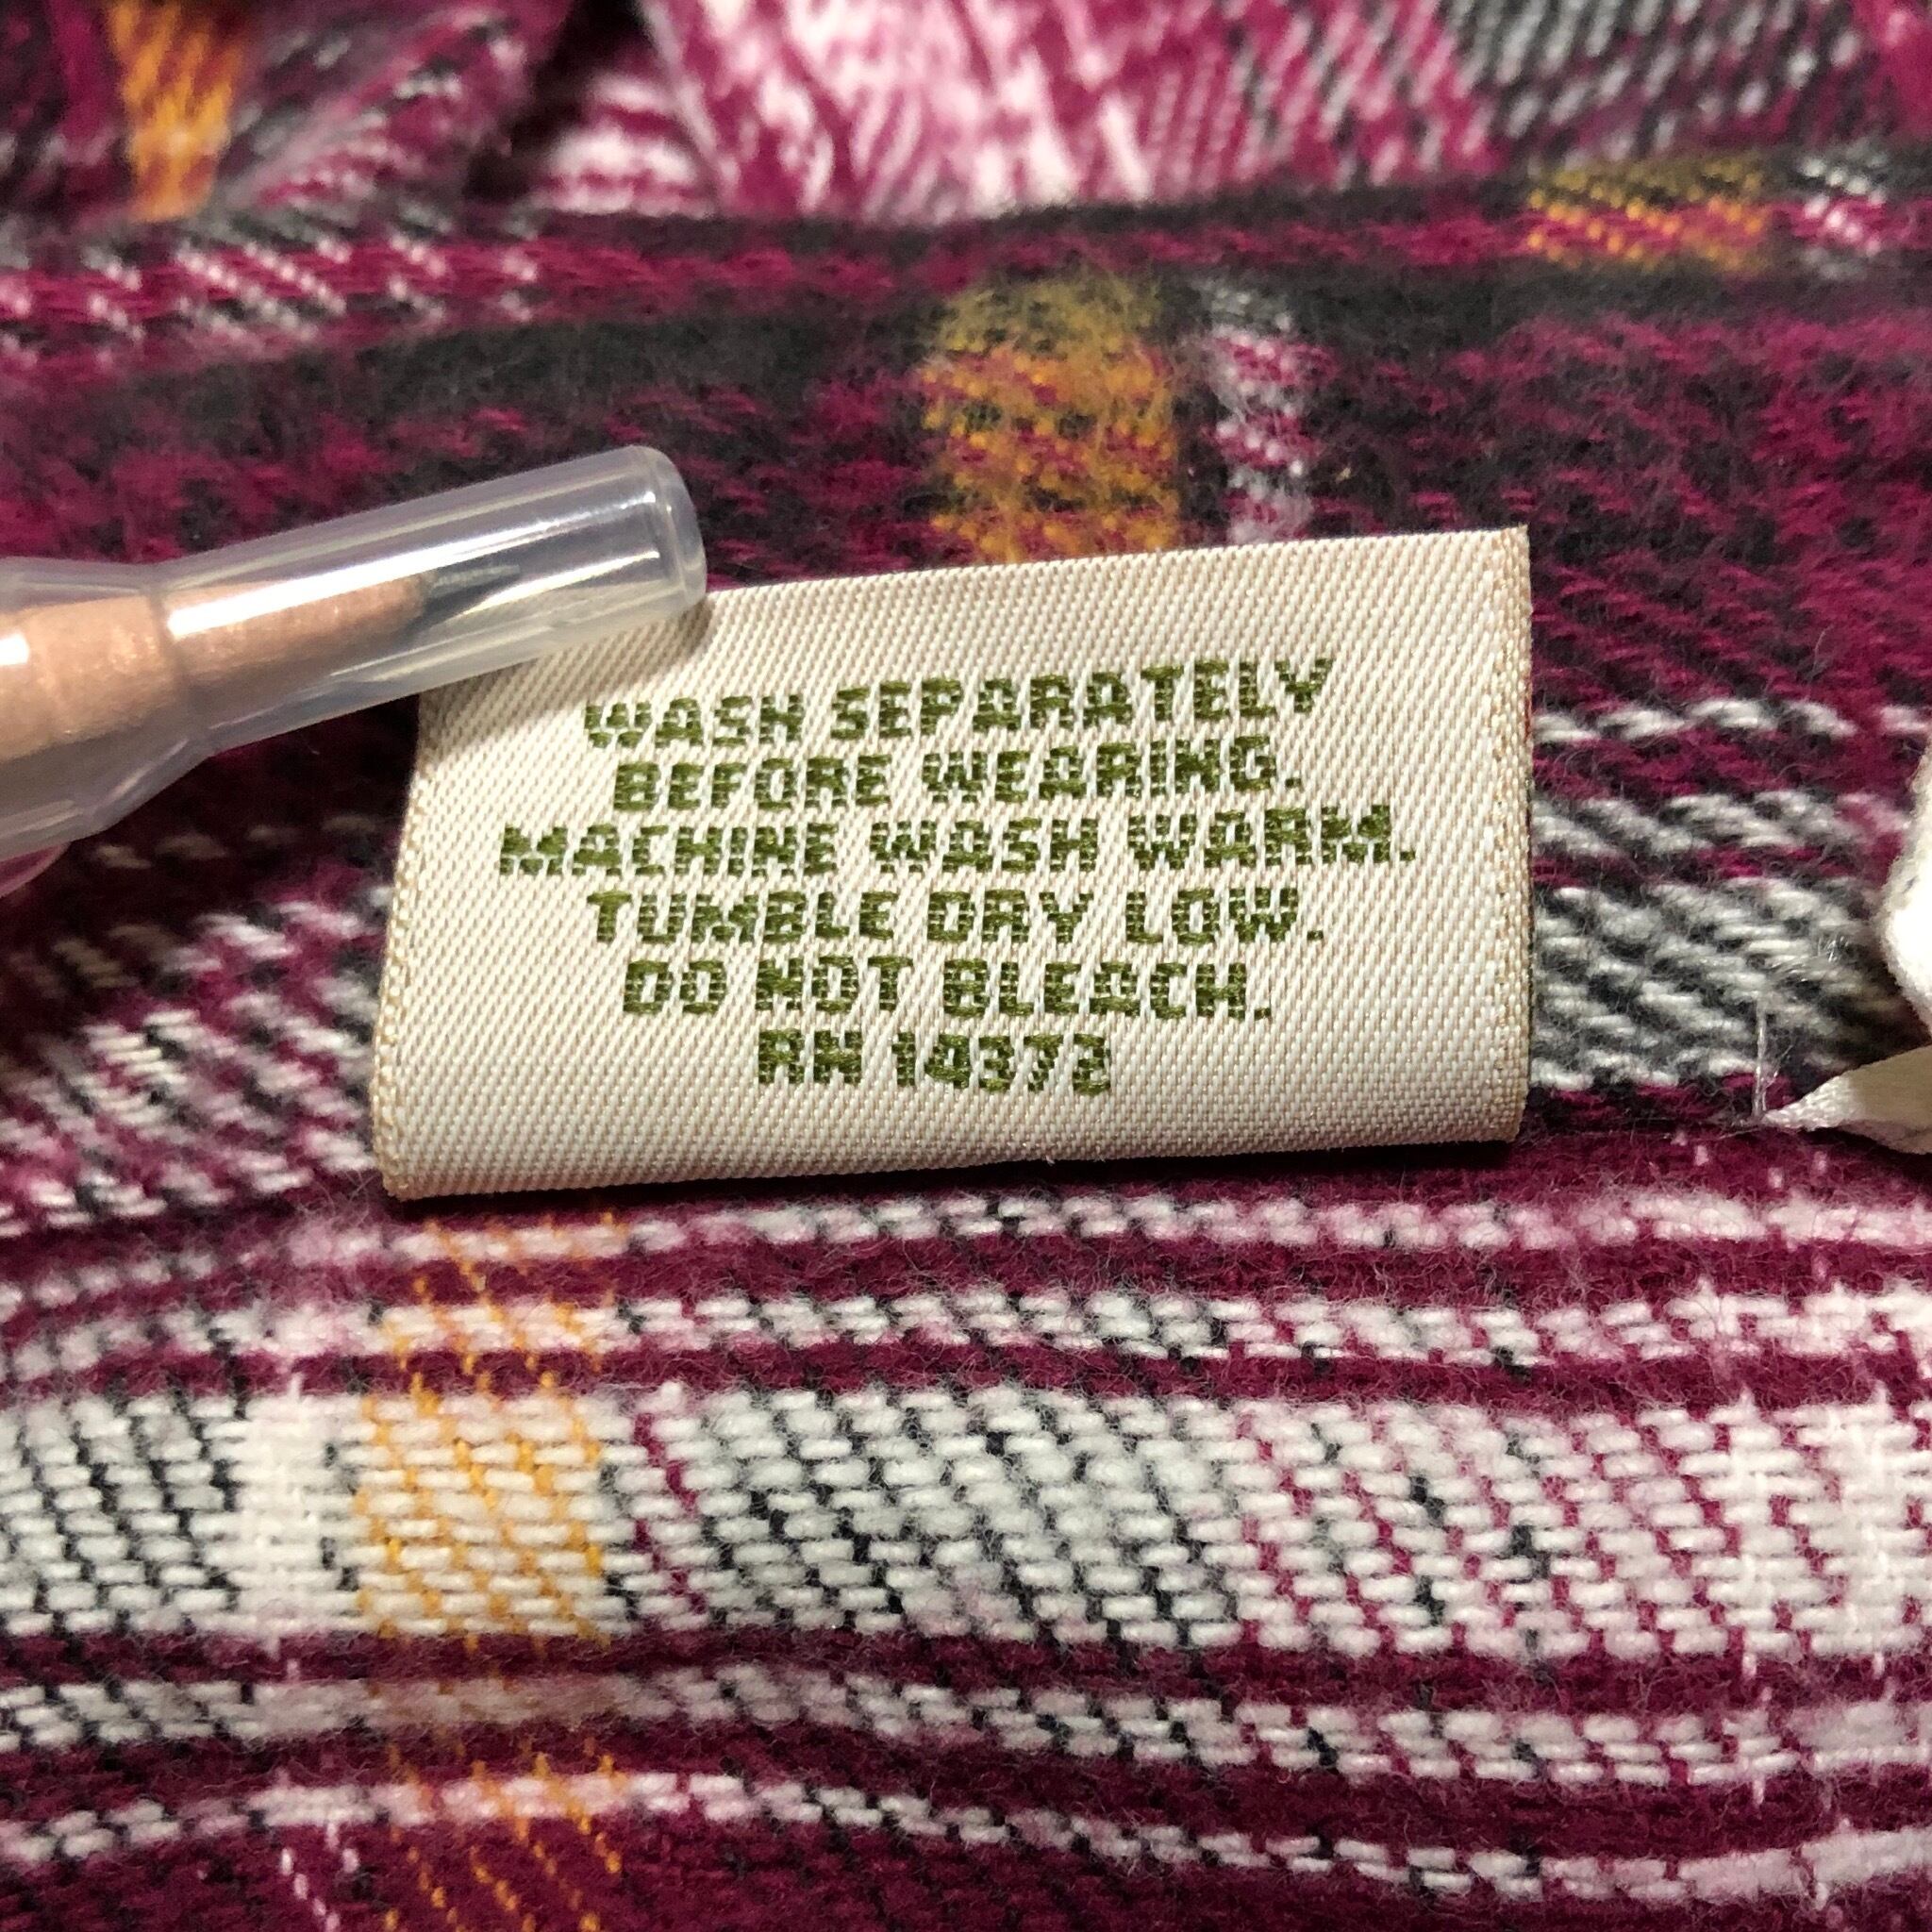 WASH SEPARATELY
BEFORE WEARING.
MACHINE WASH WARM.
TUMBLE DRY LOW.
DO NOT BLEACH.
RN 14372